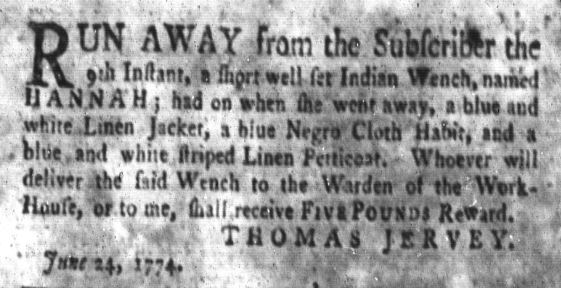 RUN AWAY from the Subſcriber the
9th Inſtant, a ſhort well ſet Indian Wench, named
HANNAH; had on when ſhe went away, a blue and
white Linen Jacket, a blue Negro Cloth Habit, and a
blue and white ſtriped Linen Petticoat. Whoever will
deliver the ſaid Wench to the Warden of the Work-
Houſe, or to me, ſhall receive FIVE POUNDS Reward.
THOMAS JERVEY.
June 24, 1774.